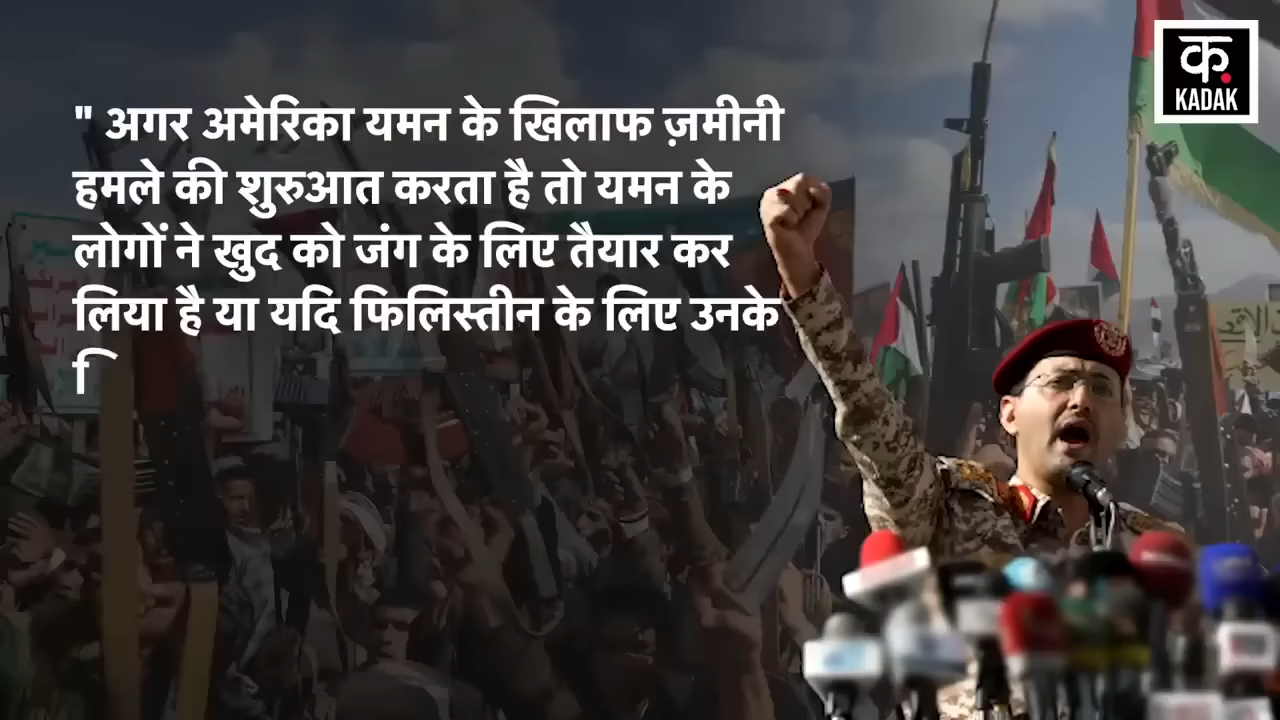 " अगर अमेरिका यमन के खिलाफ ज़मीनी
हमले की शुरुआत करता है तो यमन के
लोगों ने खुद को जंग के लिए तैयार कर
लिया है या यदि फिलिस्तीन के लिए उनके
ि
क
KADAK